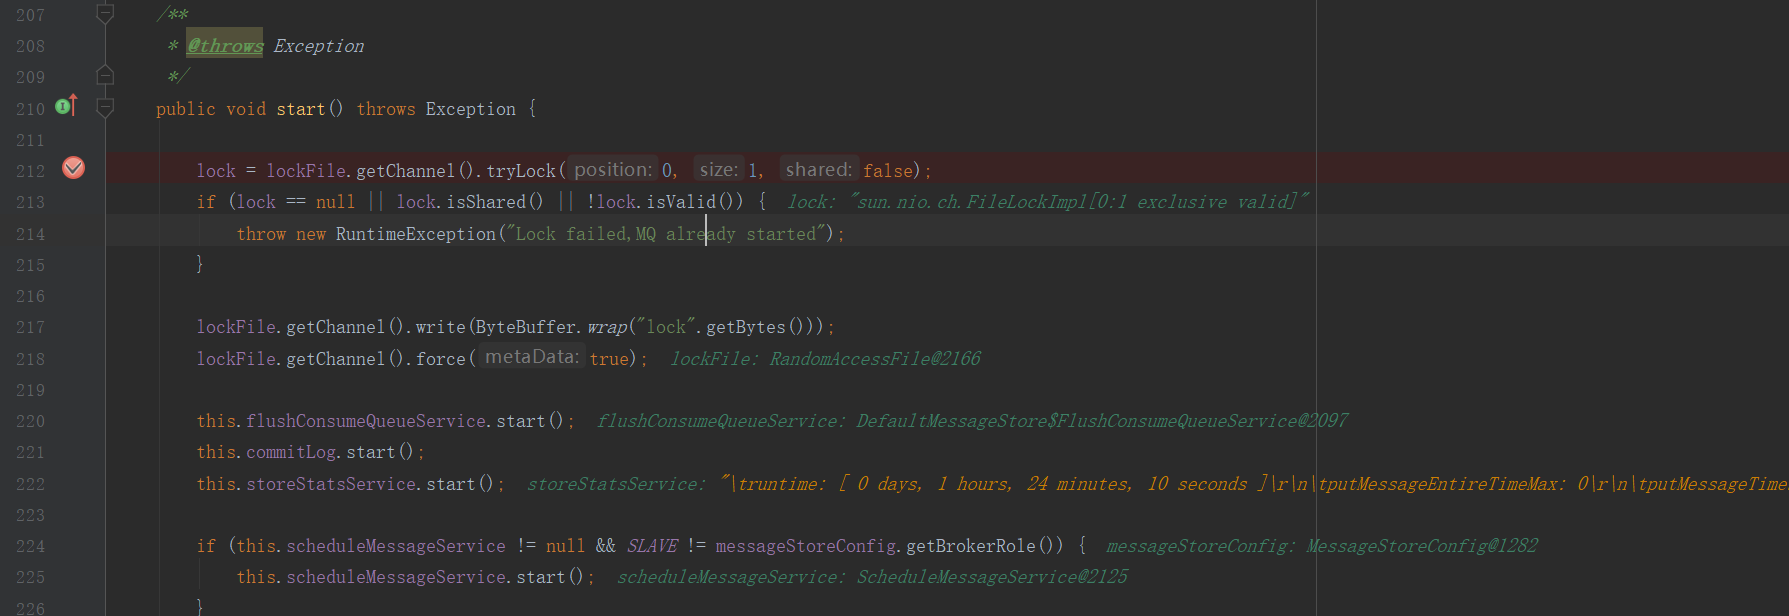 207 /**
208 * @throws Exception
209 */
210 public void start() throws Exception {
211
212 lock = lockFile.getChannel().tryLock( position: 0, size: 1, shared: false);
213 if (lock == null || lock.isShared() || !lock.isValid()) { lock: "sun.nio.ch.FileLockImpl[0:1 exclusive valid]"
214 throw new RuntimeException("Lock failed,MQ already started");
215 }
216
217 lockFile.getChannel().write(ByteBuffer.wrap("lock".getBytes()));
218 lockFile.getChannel().force( metaData: true); lockFile: RandomAccessFile@2166
219
220 this.flushConsumeQueueService.start(); flushConsumeQueueService: DefaultMessageStore$FlushConsumeQueueService@2097
221 this.commitLog.start();
222 this.storeStatsService.start(); storeStatsService: "\truntime: [ 0 days, 1 hours, 24 minutes, 10 seconds ]\r\n\tputMessageEntireTimeMax: 0\r\n\tputMessageTime
223
224 if (this.scheduleMessageService != null && SLAVE != messageStoreConfig.getBrokerRole()) { messageStoreConfig: MessageStoreConfig@1282
225 this.scheduleMessageService.start(); scheduleMessageService: ScheduleMessageService@2125
226 }